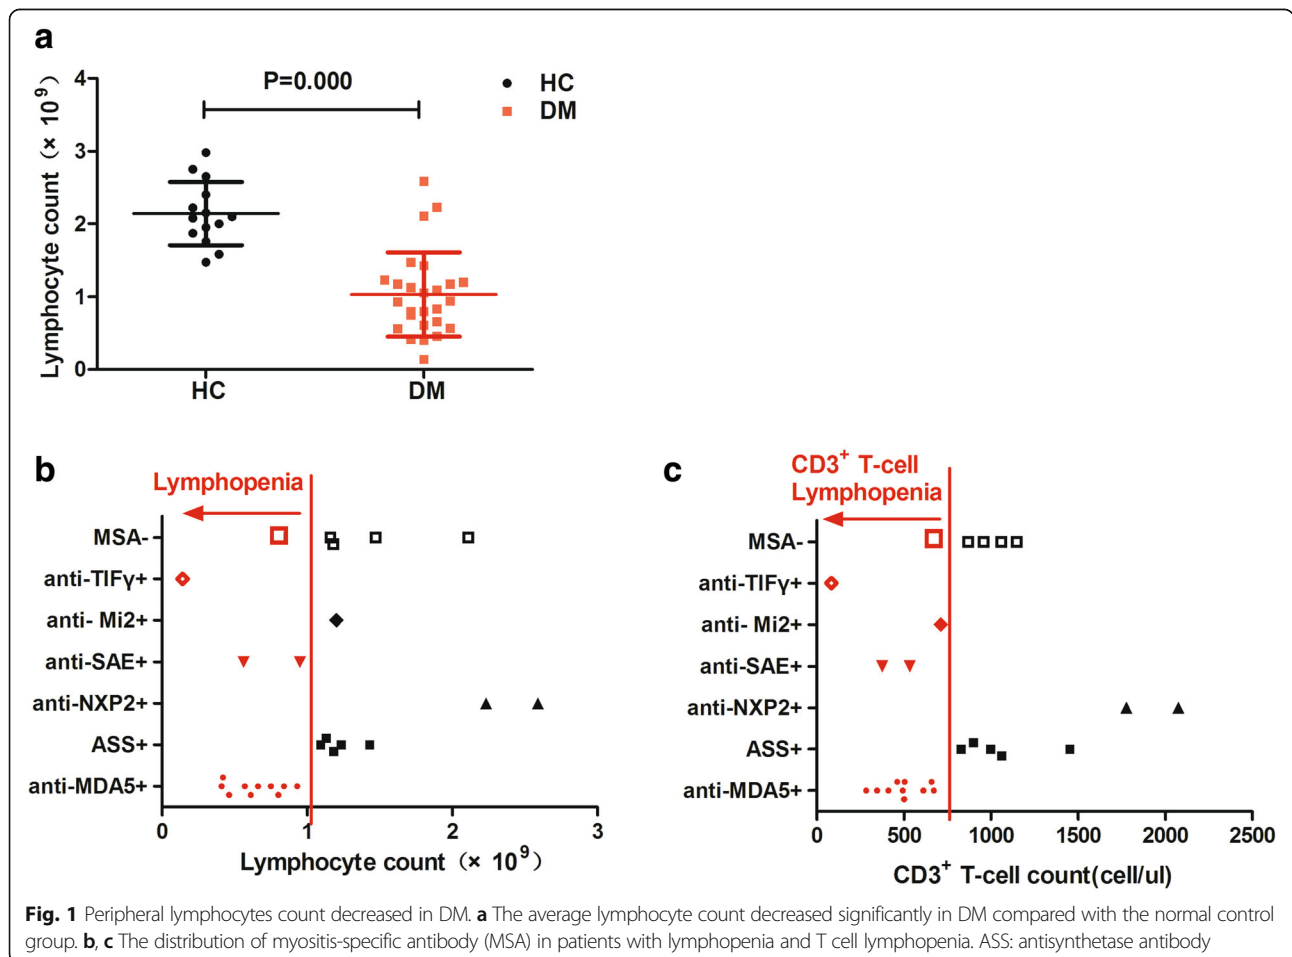 a
P=0.000
HC
DM
Lymphocyte count (× 10⁹)
4
3
2
1
0
HC
DM
b
Lymphopenia
MSA-
anti-TIFγ+
anti- Mi2+
anti-SAE+
anti-NXP2+
ASS+
anti-MDA5+
0
1
2
3
Lymphocyte count (× 10⁹)
c
CD3⁺ T-cell
Lymphopenia
MSA-
anti-TIFγ+
anti- Mi2+
anti-SAE+
anti-NXP2+
ASS+
anti-MDA5+
0
500
1000
1500
2000
2500
CD3⁺ T-cell count(cell/ul)
Fig. 1 Peripheral lymphocytes count decreased in DM. a The average lymphocyte count decreased significantly in DM compared with the normal control
group. b, c The distribution of myositis-specific antibody (MSA) in patients with lymphopenia and T cell lymphopenia. ASS: antisynthetase antibody